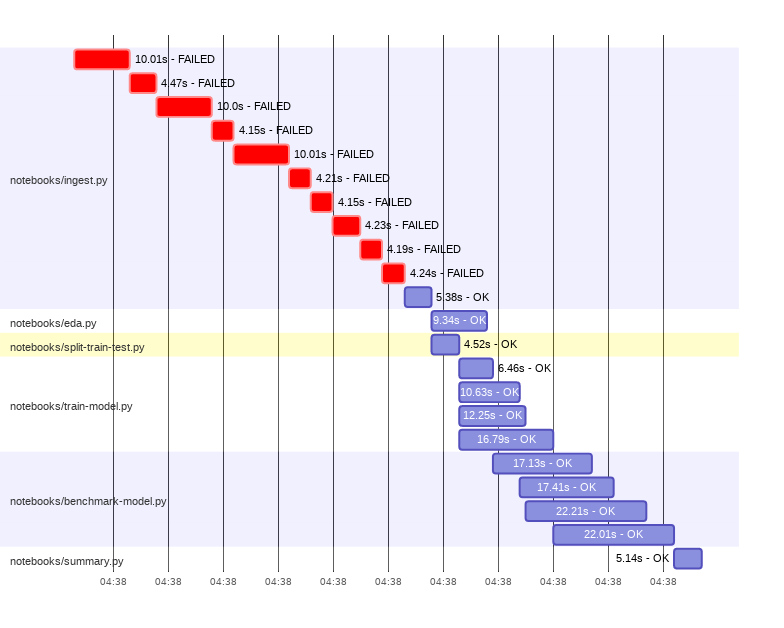 10.01s - FAILED
4.47s - FAILED
10.0s - FAILED
4.15s - FAILED
10.01s - FAILED
notebooks/ingest.py
4.21s - FAILED
4.15s - FAILED
4.23s - FAILED
4.19s - FAILED
4.24s - FAILED
5.38s - OK
notebooks/eda.py
9.34s - OK
notebooks/split-train-test.py
4.52s - OK
6.46s - OK
10.63s - OK
notebooks/train-model.py
12.25s - OK
16.79s - OK
17.13s - OK
17.41s - OK
notebooks/benchmark-model.py
22.21s - OK
22.01s - OK
notebooks/summary.py
5.14s - OK
04:38 04:38 04:38 04:38 04:38 04:38 04:38 04:38 04:38 04:38 04:38